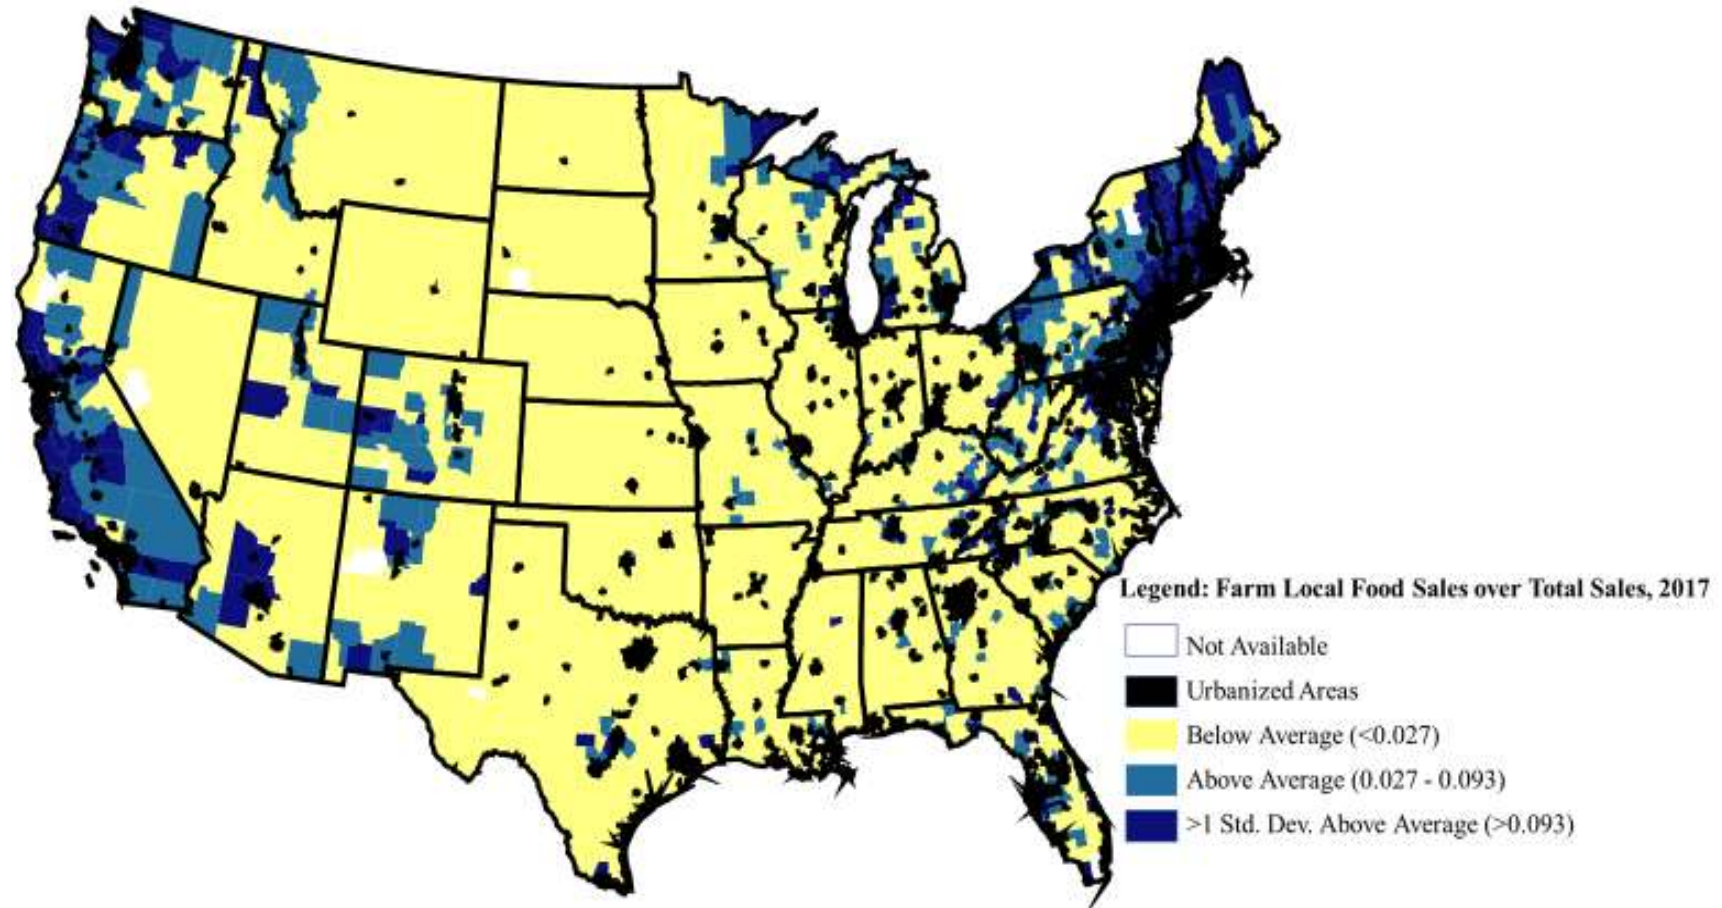 Legend: Farm Local Food Sales over Total Sales, 2017
Not Available
Urbanized Areas
Below Average (<0.027)
Above Average (0.027 - 0.093)
>1 Std. Dev. Above Average (>0.093)